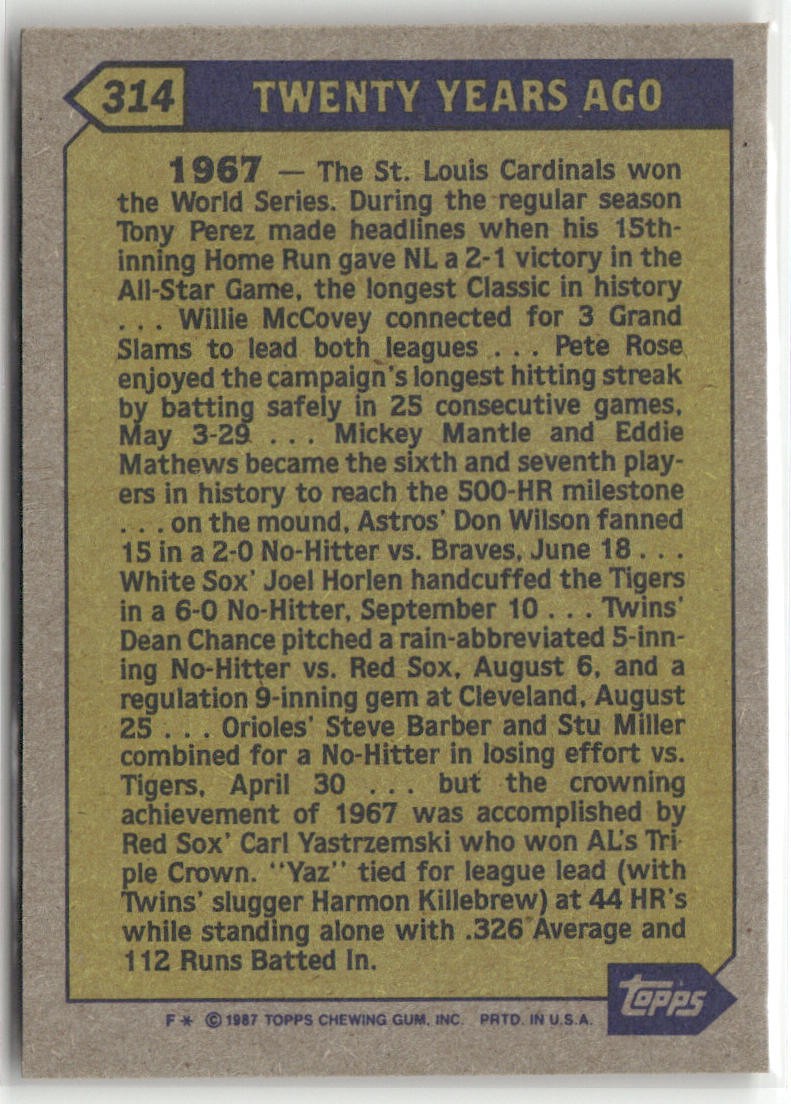 314 TWENTY YEARS AGO
1967 — The St. Louis Cardinals won
the World Series. During the regular season
Tony Perez made headlines when his 15th-
inning Home Run gave NL a 2-1 victory in the
All-Star Game, the longest Classic in history
. . . Willie McCovey connected for 3 Grand
Slams to lead both leagues . . . Pete Rose
enjoyed the campaign's longest hitting streak
by batting safely in 25 consecutive games,
May 3-29 . . . Mickey Mantle and Eddie
Mathews became the sixth and seventh play-
ers in history to reach the 500-HR milestone
. . . on the mound, Astros' Don Wilson fanned
15 in a 2-0 No-Hitter vs. Braves, June 18 . . .
White Sox' Joel Horlen handcuffed the Tigers
in a 6-0 No-Hitter, September 10 . . . Twins'
Dean Chance pitched a rain-abbreviated 5-inn-
ing No-Hitter vs. Red Sox, August 6, and a
regulation 9-inning gem at Cleveland, August
25 . . . Orioles' Steve Barber and Stu Miller
combined for a No-Hitter in losing effort vs.
Tigers, April 30 . . . but the crowning
achievement of 1967 was accomplished by
Red Sox' Carl Yastrzemski who won AL's Tri-
ple Crown. "Yaz" tied for league lead (with
Twins' slugger Harmon Killebrew) at 44 HR's
while standing alone with .326 Average and
112 Runs Batted In.
topps
F* © 1987 TOPPS CHEWING GUM, INC. PRTD. IN U.S.A.